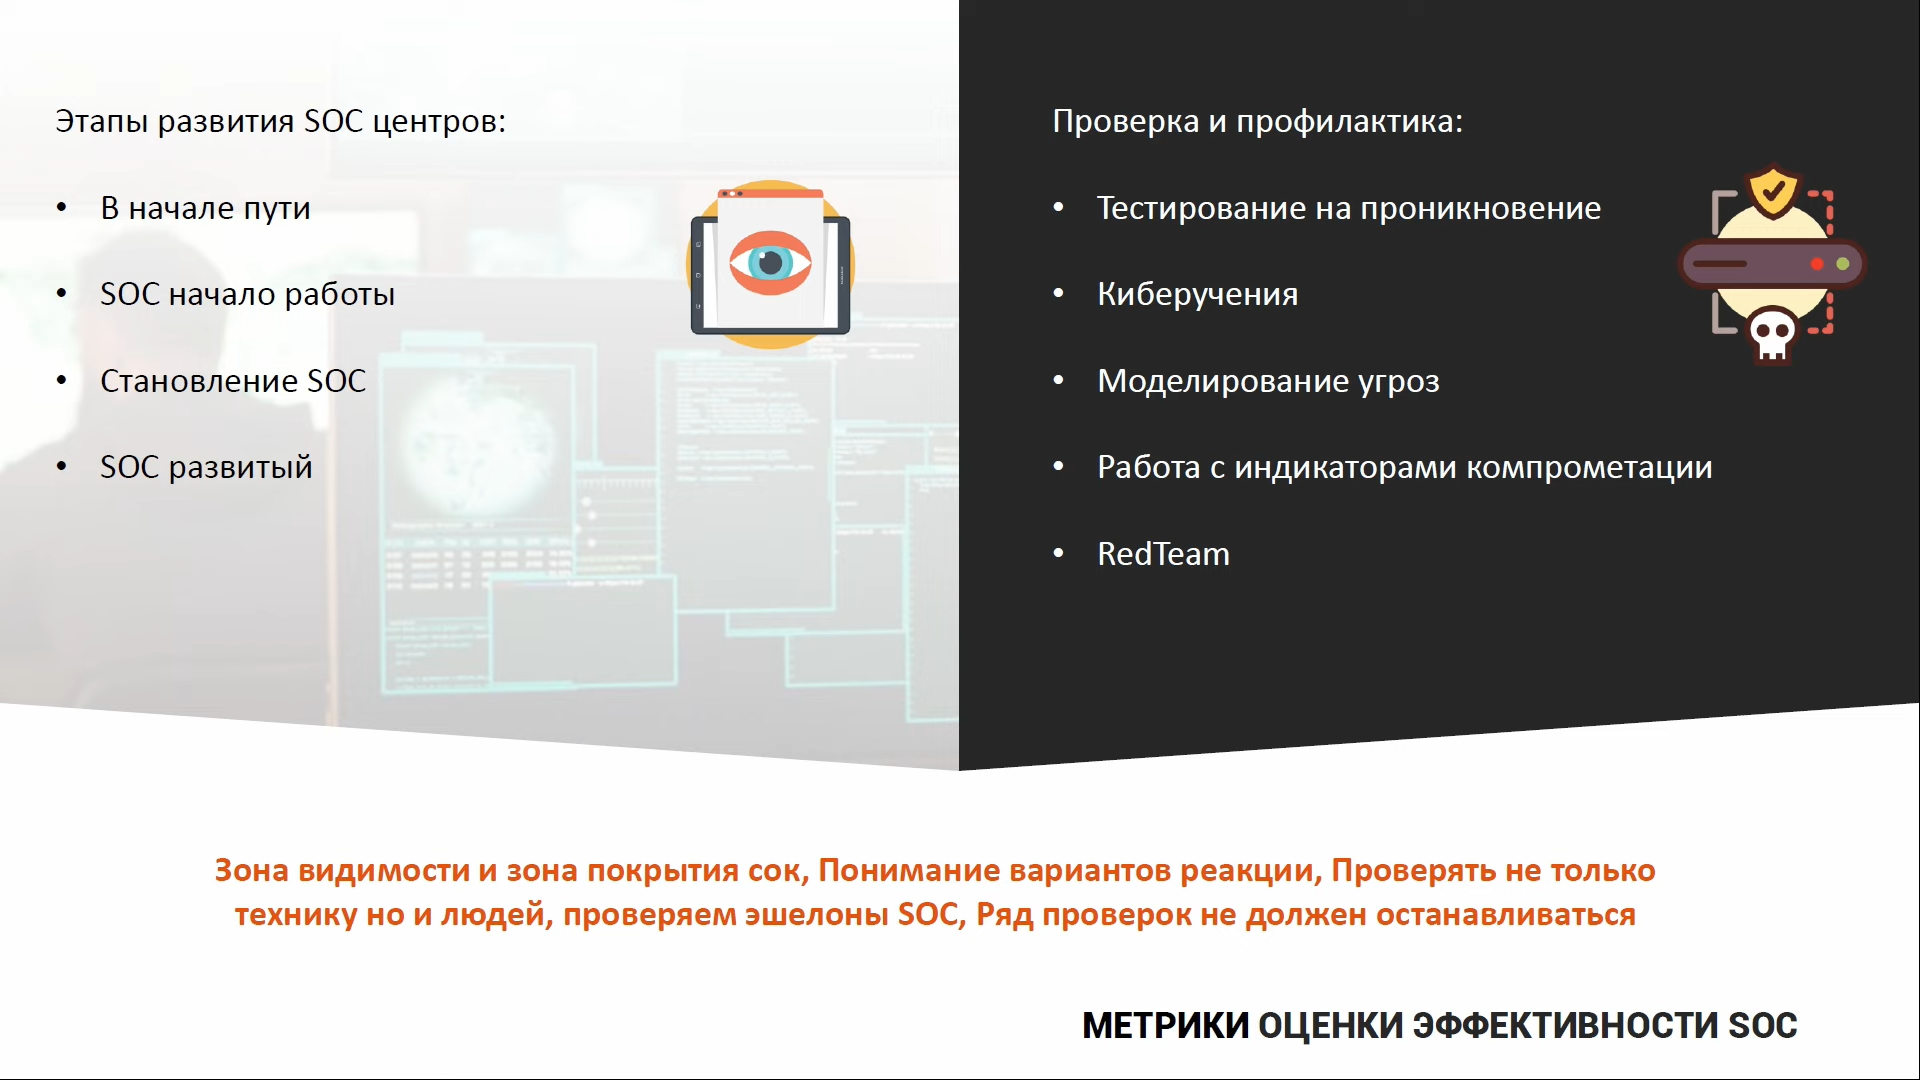 Этапы развития SOC центров:
• В начале пути
• SOC начало работы
• Становление SOC
• SOC развитый
Проверка и профилактика:
• Тестирование на проникновение
• Киберучения
• Моделирование угроз
• Работа с индикаторами компрометации
• RedTeam
Зона видимости и зона покрытия сок, Понимание вариантов реакции, Проверять не только
технику но и людей, проверяем эшелоны SOC, Ряд проверок не должен останавливаться
МЕТРИКИ ОЦЕНКИ ЭФФЕКТИВНОСТИ SOC